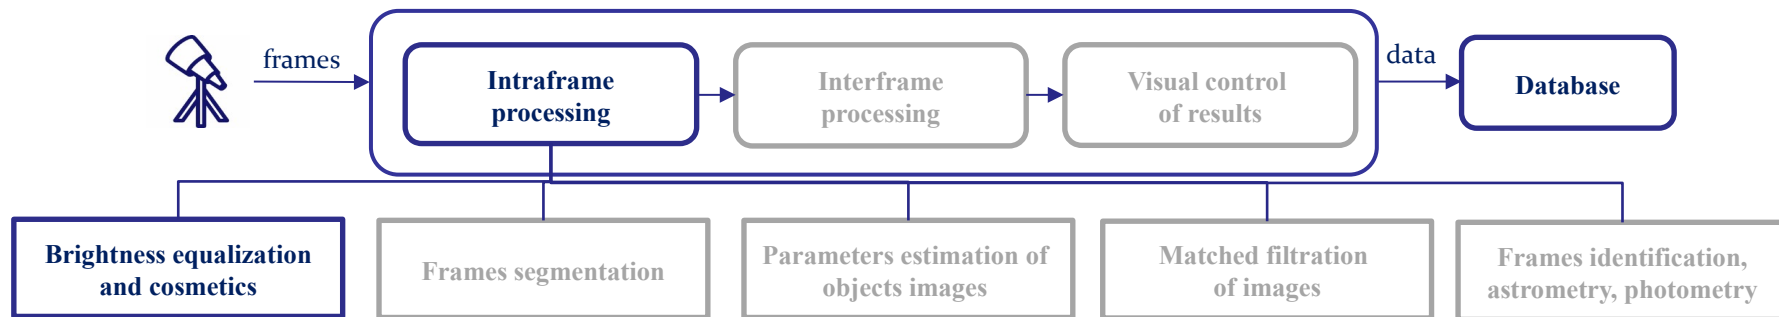 frames
Intraframe
processing
Interframe
processing
Visual control
of results
data
Database
Brightness equalization
and cosmetics
Frames segmentation
Parameters estimation of
objects images
Matched filtration
of images
Frames identification,
astrometry, photometry